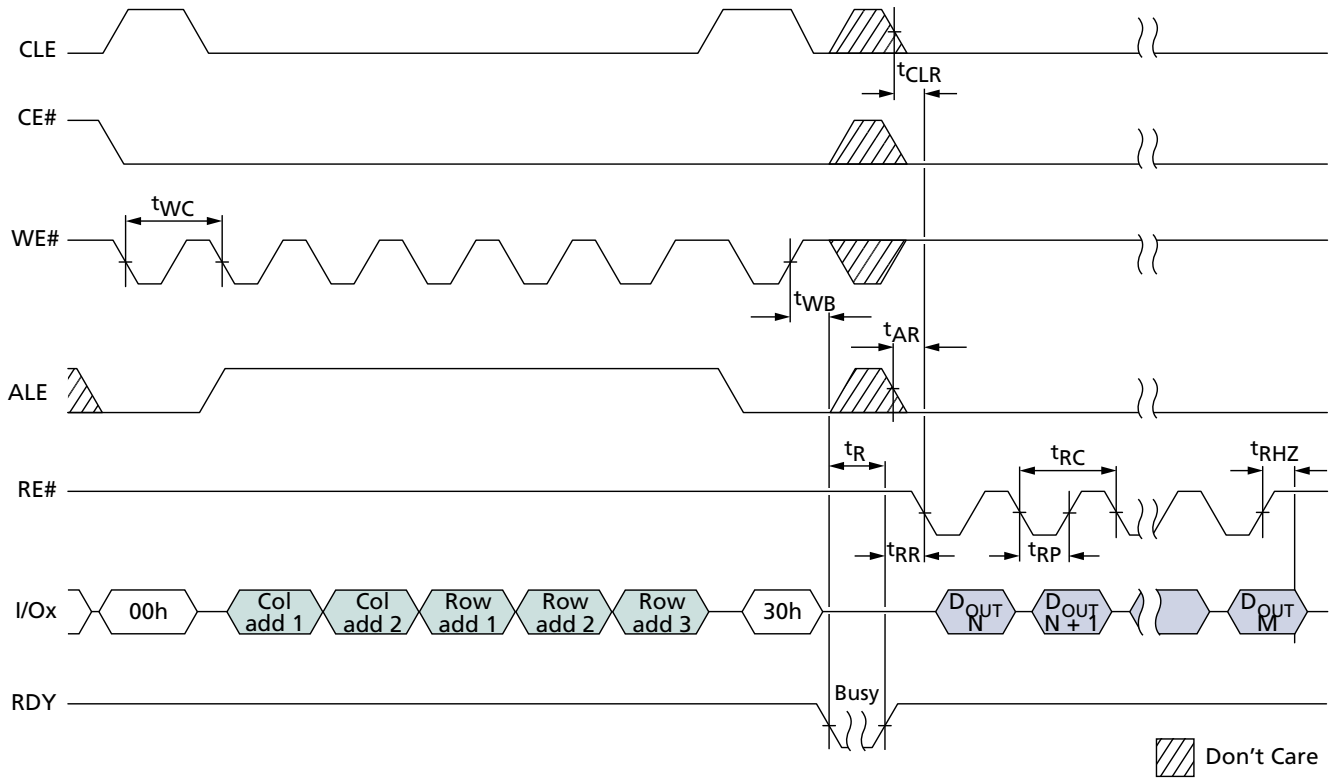 CLE
tCLR
CE#
tWC
WE#
tWB
tAR
ALE
tR
tRC
tRHZ
RE#
tRR
tRP
I/Ox
00h
Col
add 1
Col
add 2
Row
add 1
Row
add 2
Row
add 3
30h
DOUT
N
DOUT
N + 1
DOUT
M
RDY
Busy
Don't Care